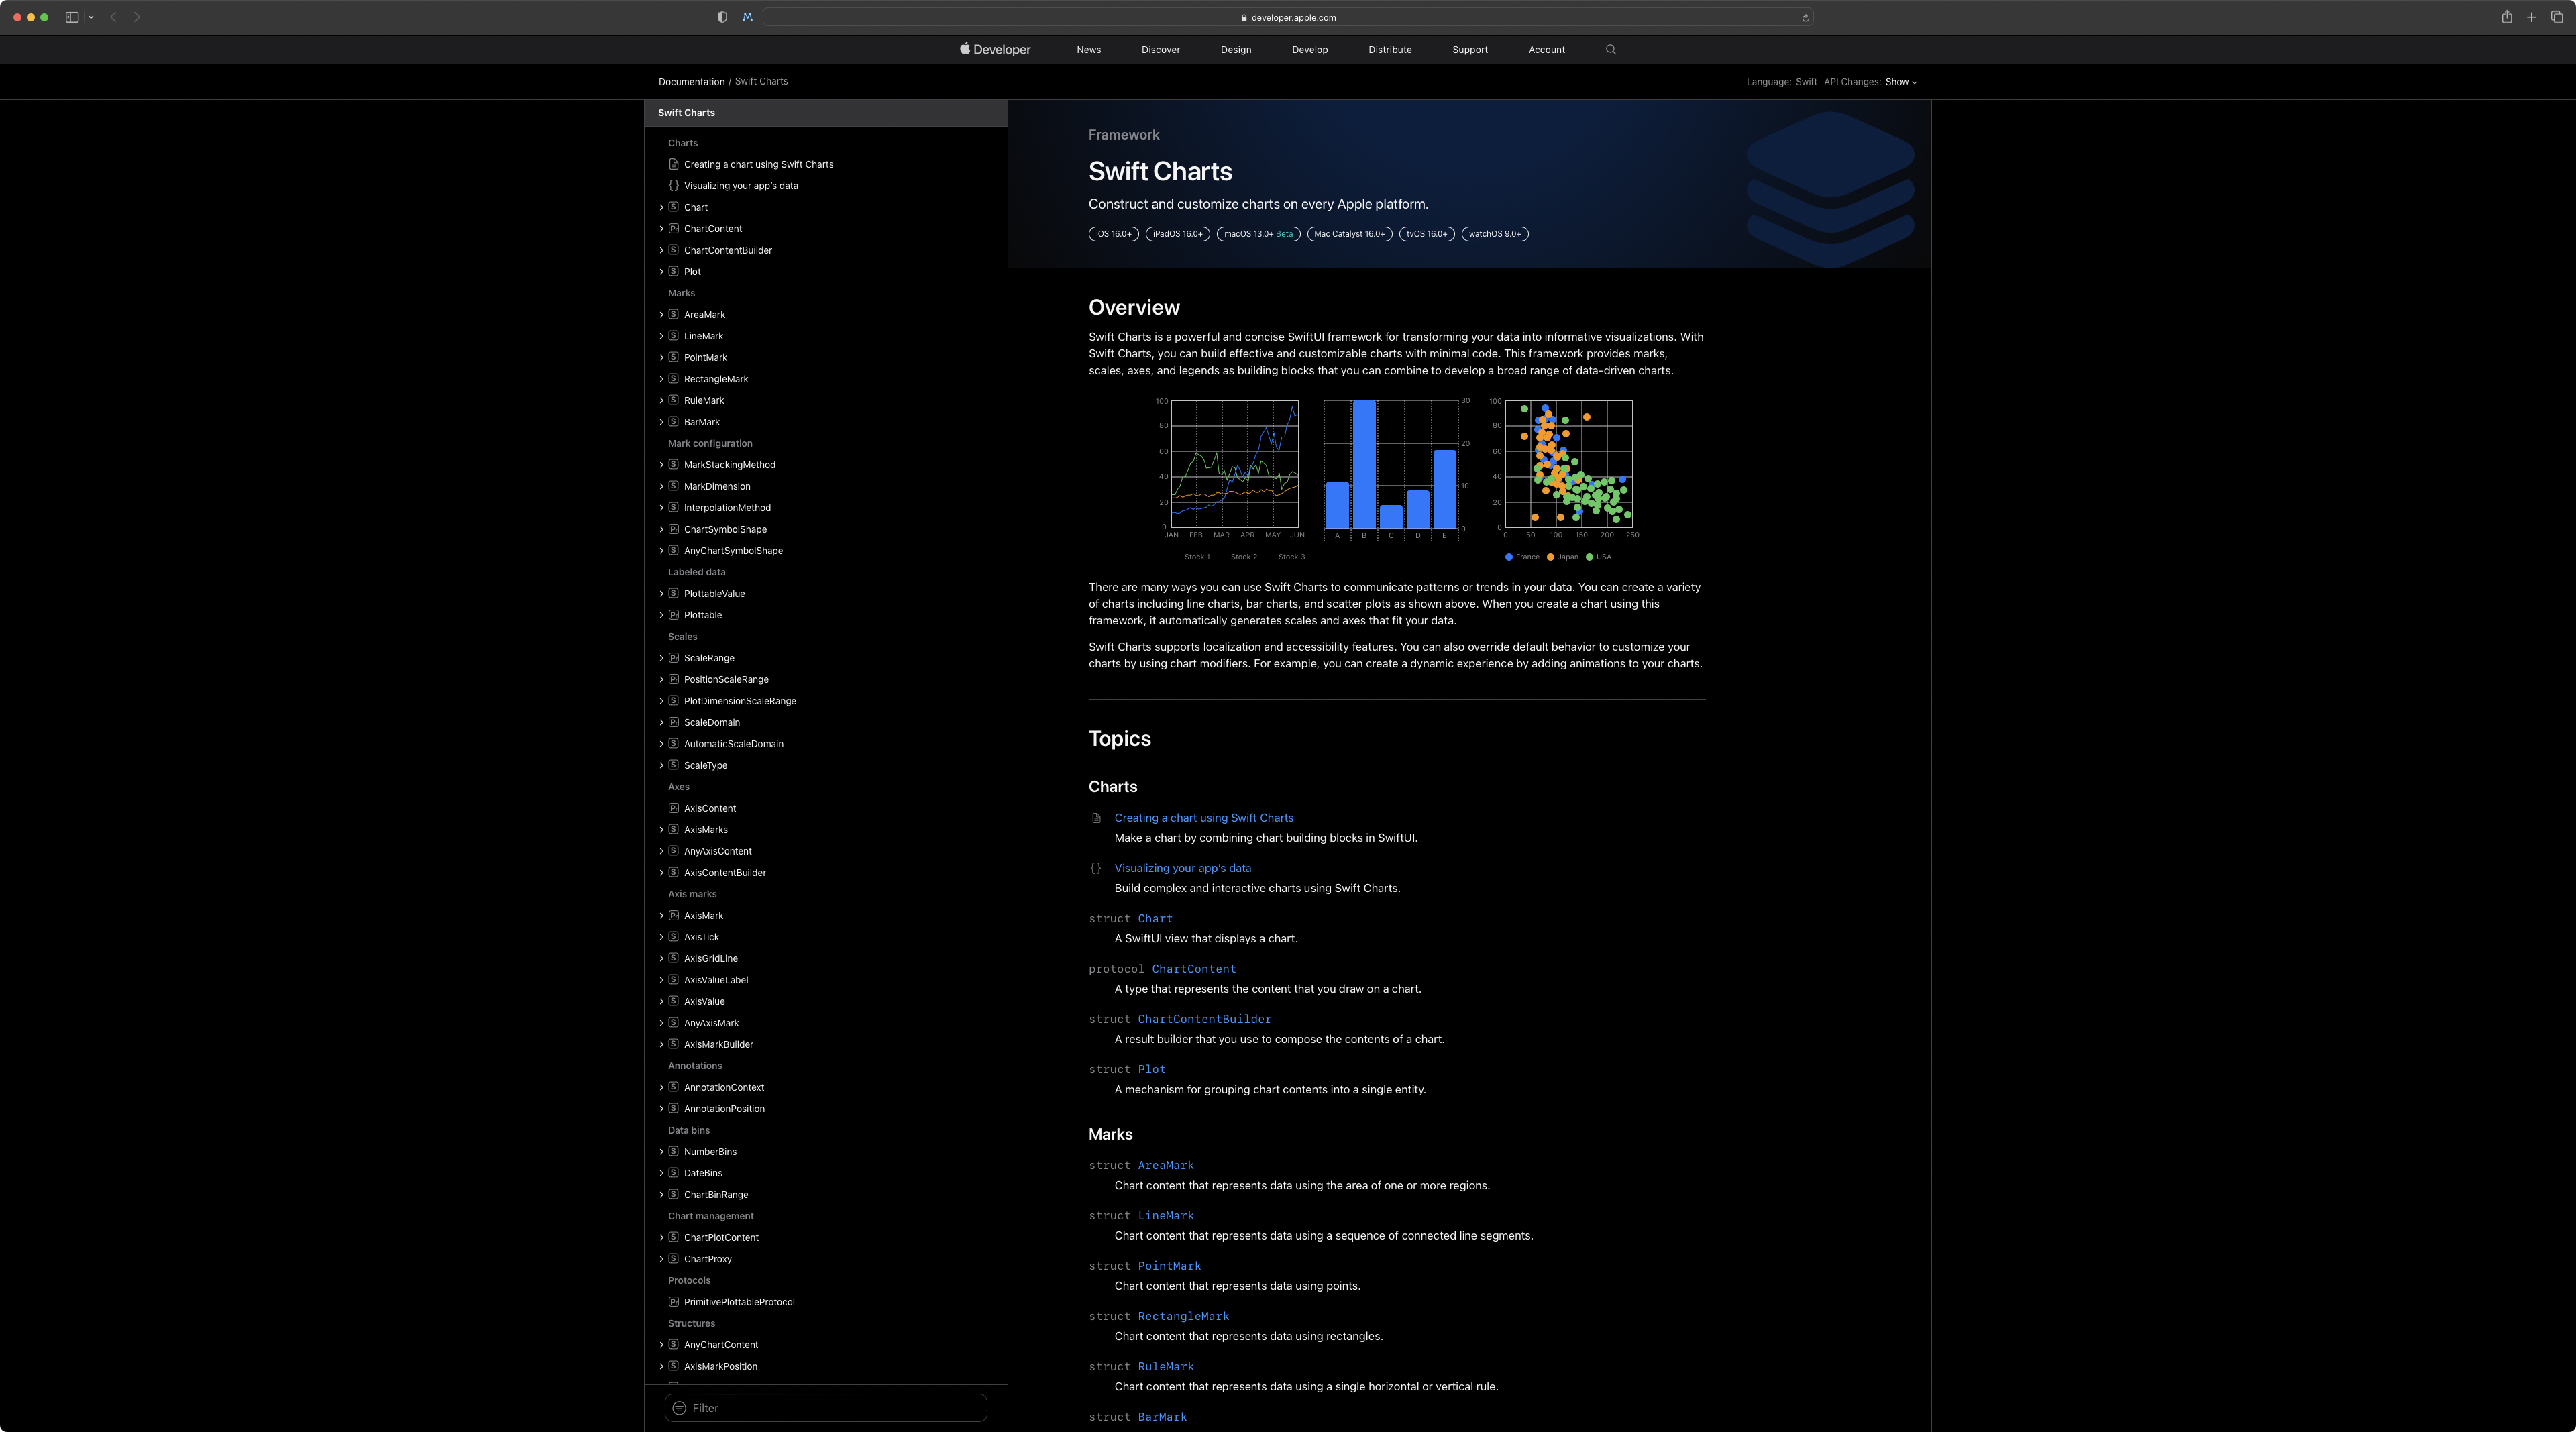 developer.apple.com
Developer
News
Discover
Design
Develop
Distribute
Support
Account
Documentation / Swift Charts
Language: Swift API Changes: Show
Swift Charts
Charts
Creating a chart using Swift Charts
{} Visualizing your app's data
S Chart
Pr ChartContent
S ChartContentBuilder
S Plot
Marks
S AreaMark
S LineMark
S PointMark
S RectangleMark
S RuleMark
S BarMark
Mark configuration
S MarkStackingMethod
S MarkDimension
S InterpolationMethod
Pr ChartSymbolShape
S AnyChartSymbolShape
Labeled data
S PlottableValue
Pr Plottable
Scales
Pr ScaleRange
Pr PositionScaleRange
S PlotDimensionScaleRange
Pr ScaleDomain
S AutomaticScaleDomain
S ScaleType
Axes
Pr AxisContent
S AxisMarks
S AnyAxisContent
S AxisContentBuilder
Axis marks
Pr AxisMark
S AxisTick
S AxisGridLine
S AxisValueLabel
S AxisValue
S AnyAxisMark
S AxisMarkBuilder
Annotations
S AnnotationContext
S AnnotationPosition
Data bins
S NumberBins
S DateBins
S ChartBinRange
Chart management
S ChartPlotContent
S ChartProxy
Protocols
Pr PrimitivePlottableProtocol
Structures
S AnyChartContent
S AxisMarkPosition
Filter
Framework
Swift Charts
Construct and customize charts on every Apple platform.
iOS 16.0+
iPadOS 16.0+
macOS 13.0+ Beta
Mac Catalyst 16.0+
tvOS 16.0+
watchOS 9.0+
Overview
Swift Charts is a powerful and concise SwiftUI framework for transforming your data into informative visualizations. With
Swift Charts, you can build effective and customizable charts with minimal code. This framework provides marks,
scales, axes, and legends as building blocks that you can combine to develop a broad range of data-driven charts.
100
80
60
40
20
0
JAN FEB MAR APR MAY JUN
Stock 1 Stock 2 Stock 3
30
20
10
0
A B C D E
100
80
60
40
20
0
0 50 100 150 200 250
France Japan USA
There are many ways you can use Swift Charts to communicate patterns or trends in your data. You can create a variety
of charts including line charts, bar charts, and scatter plots as shown above. When you create a chart using this
framework, it automatically generates scales and axes that fit your data.
Swift Charts supports localization and accessibility features. You can also override default behavior to customize your
charts by using chart modifiers. For example, you can create a dynamic experience by adding animations to your charts.
Topics
Charts
Creating a chart using Swift Charts
Make a chart by combining chart building blocks in SwiftUI.
{} Visualizing your app's data
Build complex and interactive charts using Swift Charts.
struct Chart
A SwiftUI view that displays a chart.
protocol ChartContent
A type that represents the content that you draw on a chart.
struct ChartContentBuilder
A result builder that you use to compose the contents of a chart.
struct Plot
A mechanism for grouping chart contents into a single entity.
Marks
struct AreaMark
Chart content that represents data using the area of one or more regions.
struct LineMark
Chart content that represents data using a sequence of connected line segments.
struct PointMark
Chart content that represents data using points.
struct RectangleMark
Chart content that represents data using rectangles.
struct RuleMark
Chart content that represents data using a single horizontal or vertical rule.
struct BarMark